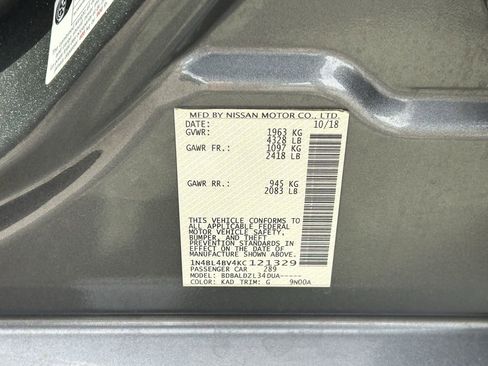 MFD BY NISSAN MOTOR CO., LTD.
DATE: 10/18
GVWR: 1963 KG
4328 LB
GAWR FR.: 1097 KG
2418 LB
GAWR RR.: 945 KG
2083 LB
THIS VEHICLE CONFORMS TO
ALL APPLICABLE FEDERAL
MOTOR VEHICLE SAFETY,
BUMPER, AND THEFT
PREVENTION STANDARDS IN
EFFECT ON THE DATE OF
MANUFACTURE SHOWN ABOVE.
1N4BL4BV4KC121329
PASSENGER CAR 289
MODEL: BDBALDZL34DUA-----
COLOR: KAD TRIM: G 9N00A